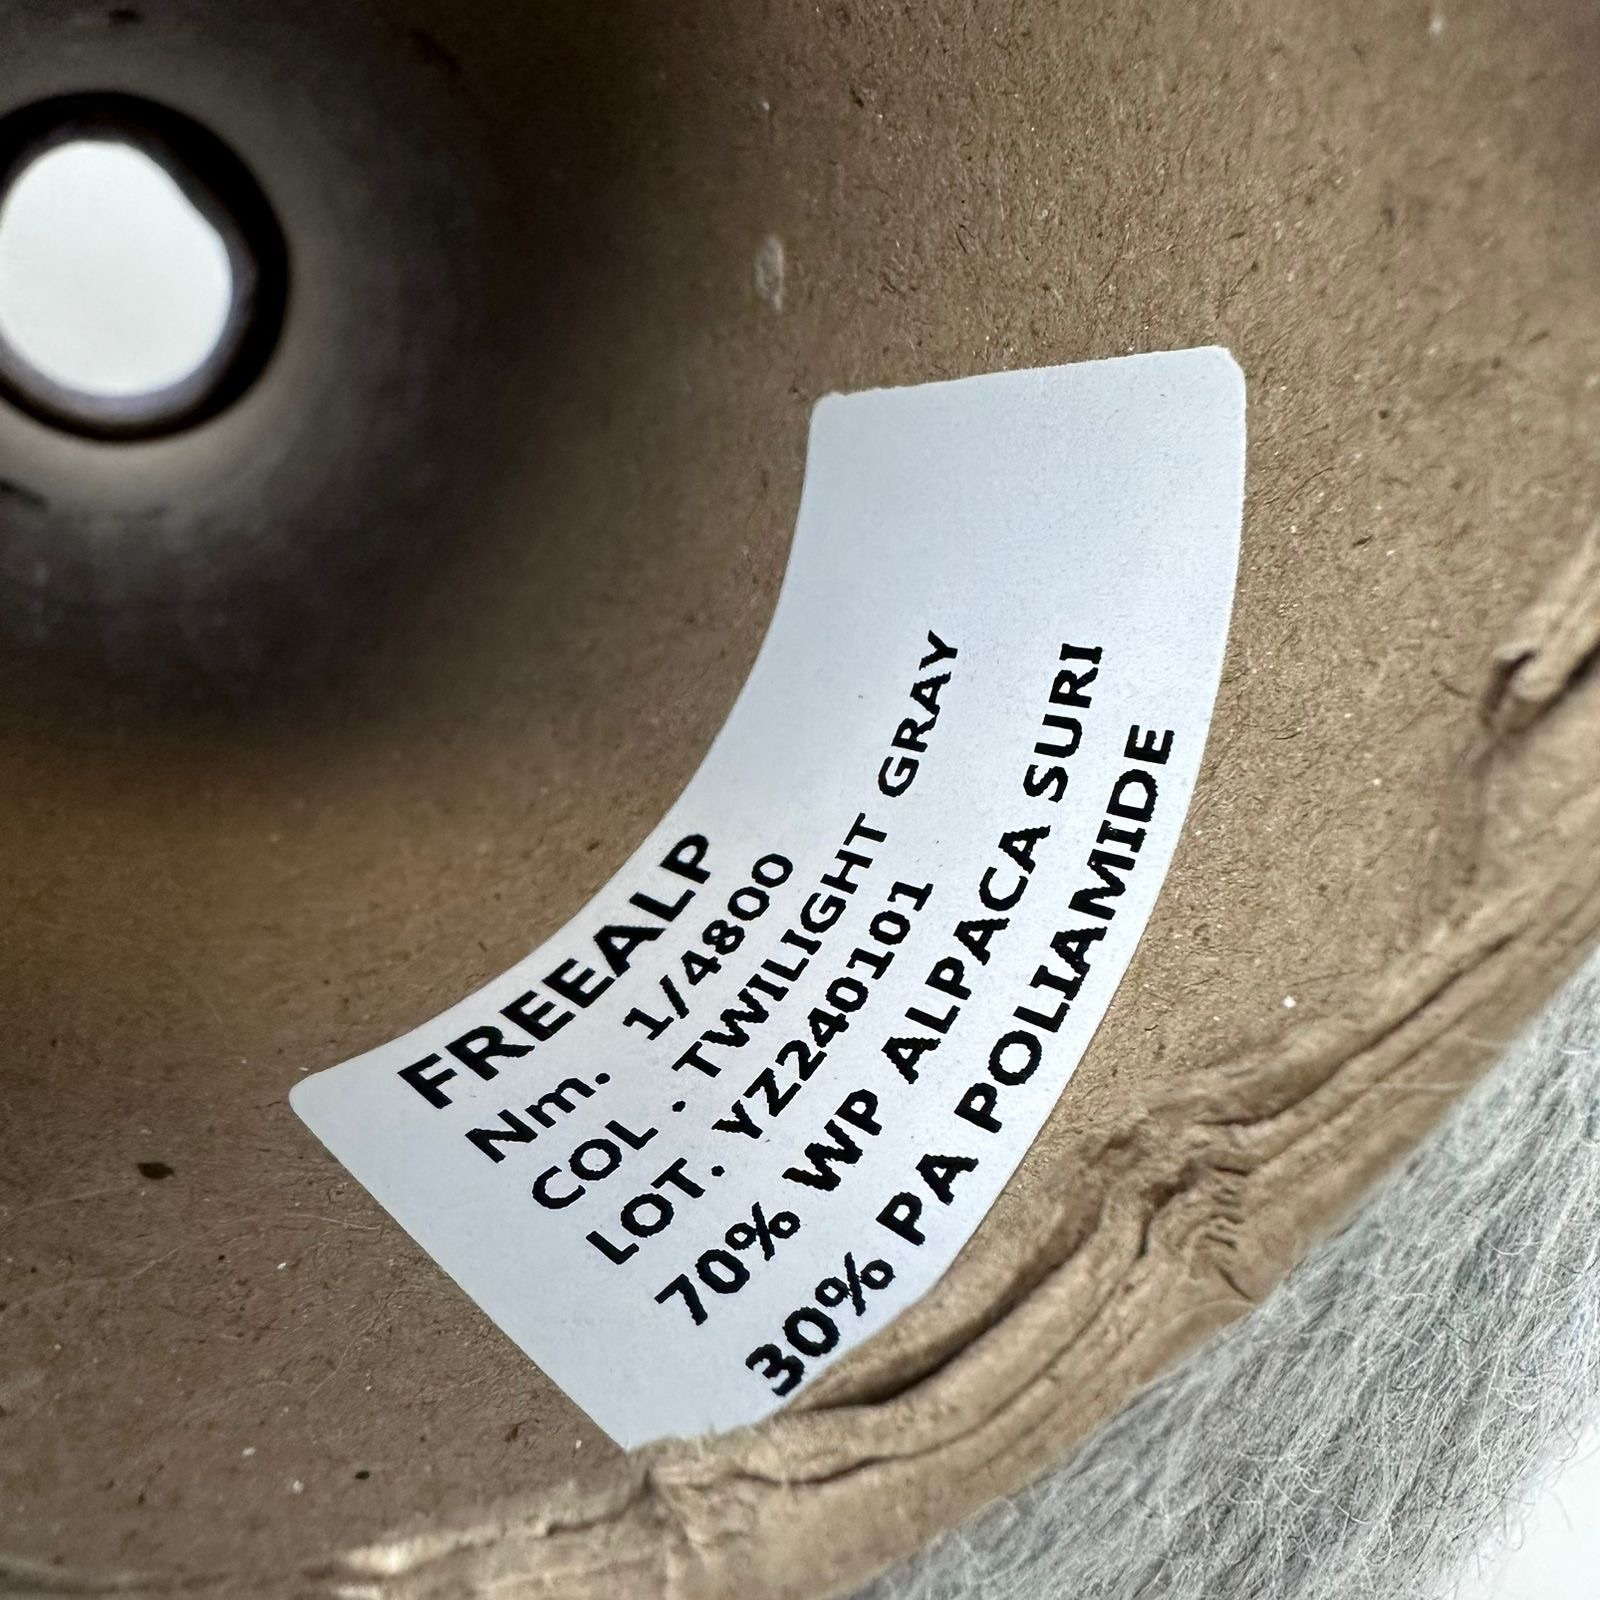 FREEALP
Nm. 1/4800
COL . TWILIGHT GRAY
LOT. YZ240101
70% WP ALPACA SURI
30% PA POLIAMIDE